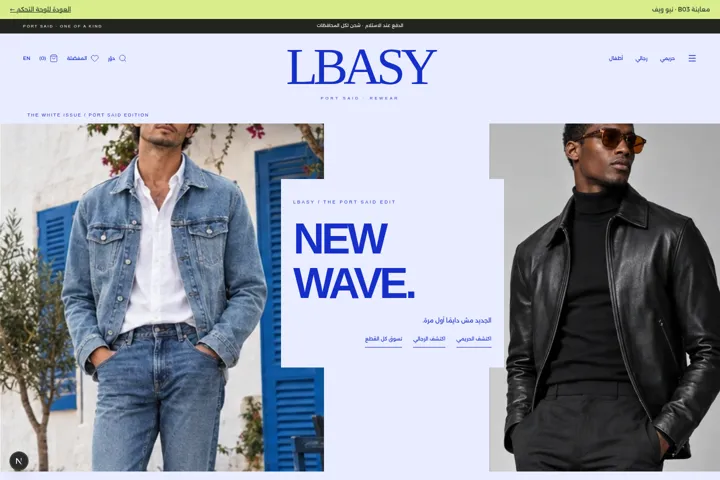 معاينة B03 · نيو ويف
العودة للوحة التحكم ←
الدفع عند الاستلام · شحن لكل المحافظات
PORT SAID · ONE OF A KIND
حريمي
رجالي
أطفال
LBASY
PORT SAID · REWEAR
دوّر
المفضلة
(0)
EN
THE WHITE ISSUE / PORT SAID EDITION
LBASY / THE PORT SAID EDIT
NEW
WAVE.
الجديد مش دايمًا أول مرة.
اكتشف الحريمي
اكتشف الرجالي
تسوق كل القطع
N